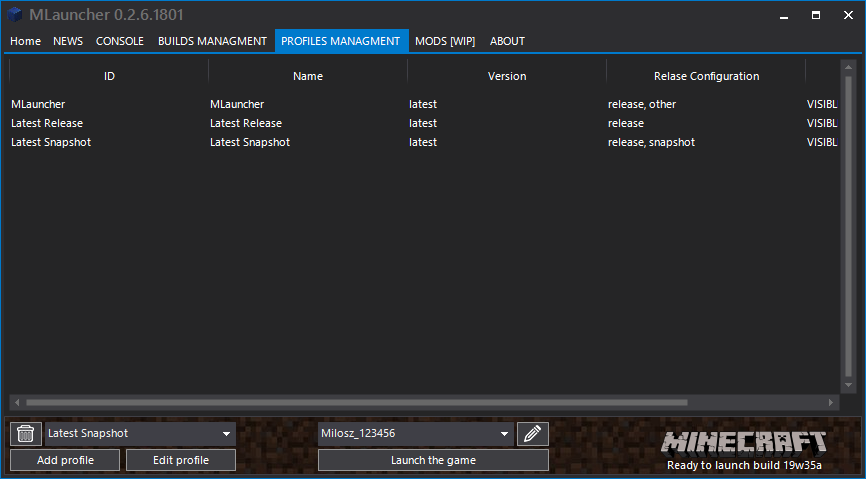 MLauncher 0.2.6.1801
Home NEWS CONSOLE BUILDS MANAGMENT PROFILES MANAGMENT MODS [WIP] ABOUT
ID Name Version Relase Configuration
MLauncher MLauncher latest release, other VISIBL
Latest Release Latest Release latest release VISIBL
Latest Snapshot Latest Snapshot latest release, snapshot VISIBL
Latest Snapshot Milosz_123456
MINECRAFT
Add profile Edit profile Launch the game Ready to launch build 19w35a